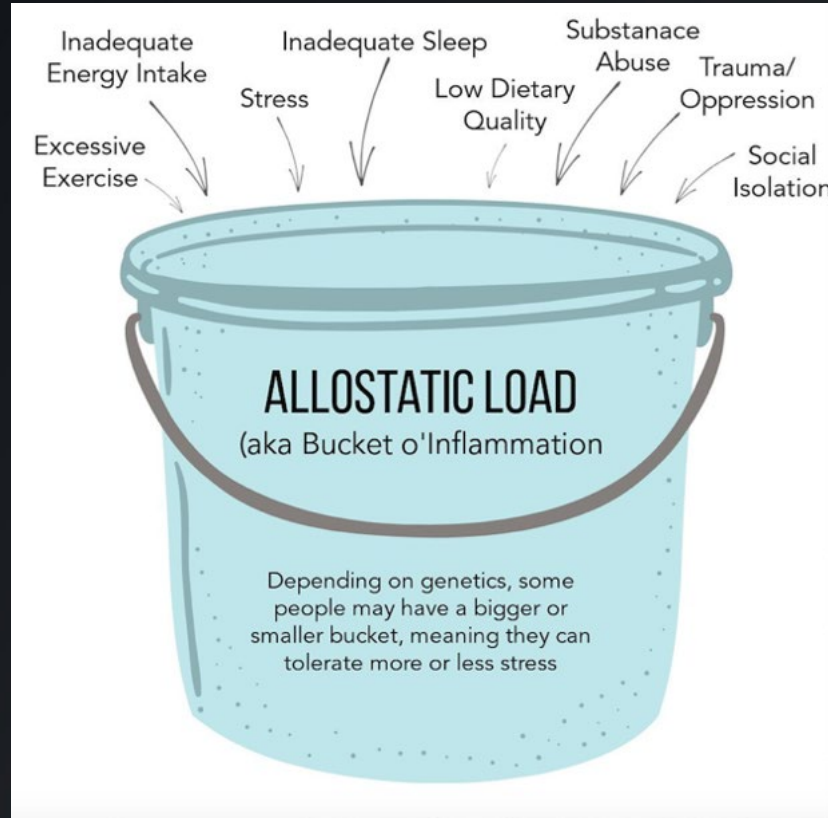 Inadequate
Energy Intake
Inadequate Sleep
Substanace
Abuse
Trauma/
Oppression
Stress
Low Dietary
Quality
Excessive
Exercise
Social
Isolation
ALLOSTATIC LOAD
(aka Bucket o'Inflammation
Depending on genetics, some
people may have a bigger or
smaller bucket, meaning they can
tolerate more or less stress